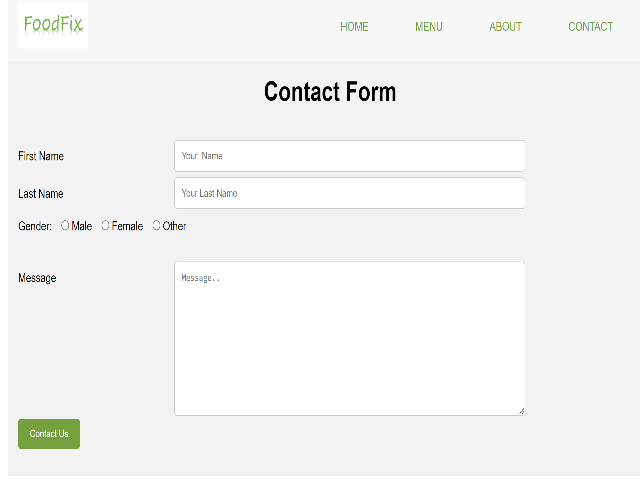 FoodFix
HOME MENU ABOUT CONTACT
Contact Form
First Name Your Name
Last Name Your Last Name
Gender: Male Female Other
Message Message..
Contact Us